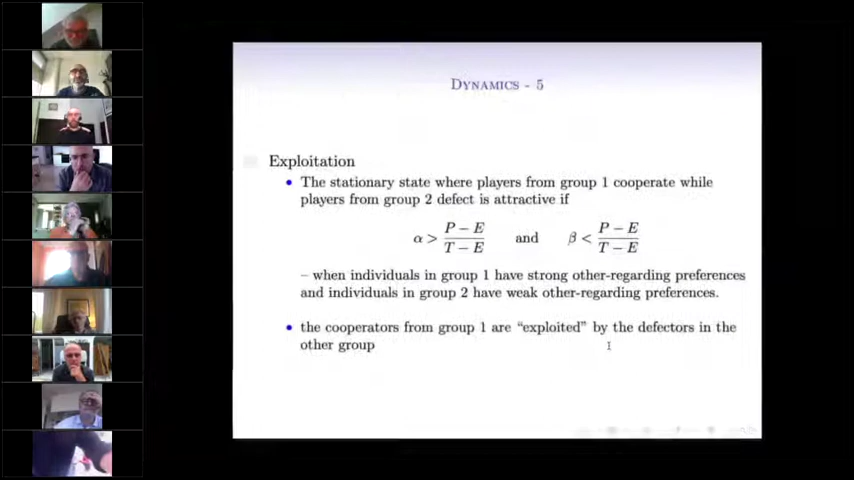 DYNAMICS - 5
Exploitation
• The stationary state where players from group 1 cooperate while
players from group 2 defect is attractive if
α > (P − E)/(T − E) and β < (P − E)/(T − E)
– when individuals in group 1 have strong other-regarding preferences
and individuals in group 2 have weak other-regarding preferences.
• the cooperators from group 1 are “exploited” by the defectors in the
other group